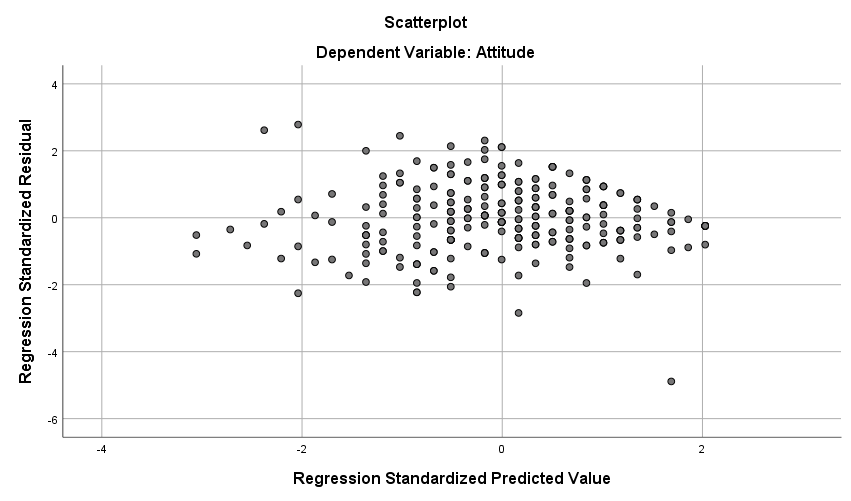 Scatterplot
Dependent Variable: Attitude
Regression Standardized Residual
4
2
0
-2
-4
-6
-4
-2
0
2
Regression Standardized Predicted Value